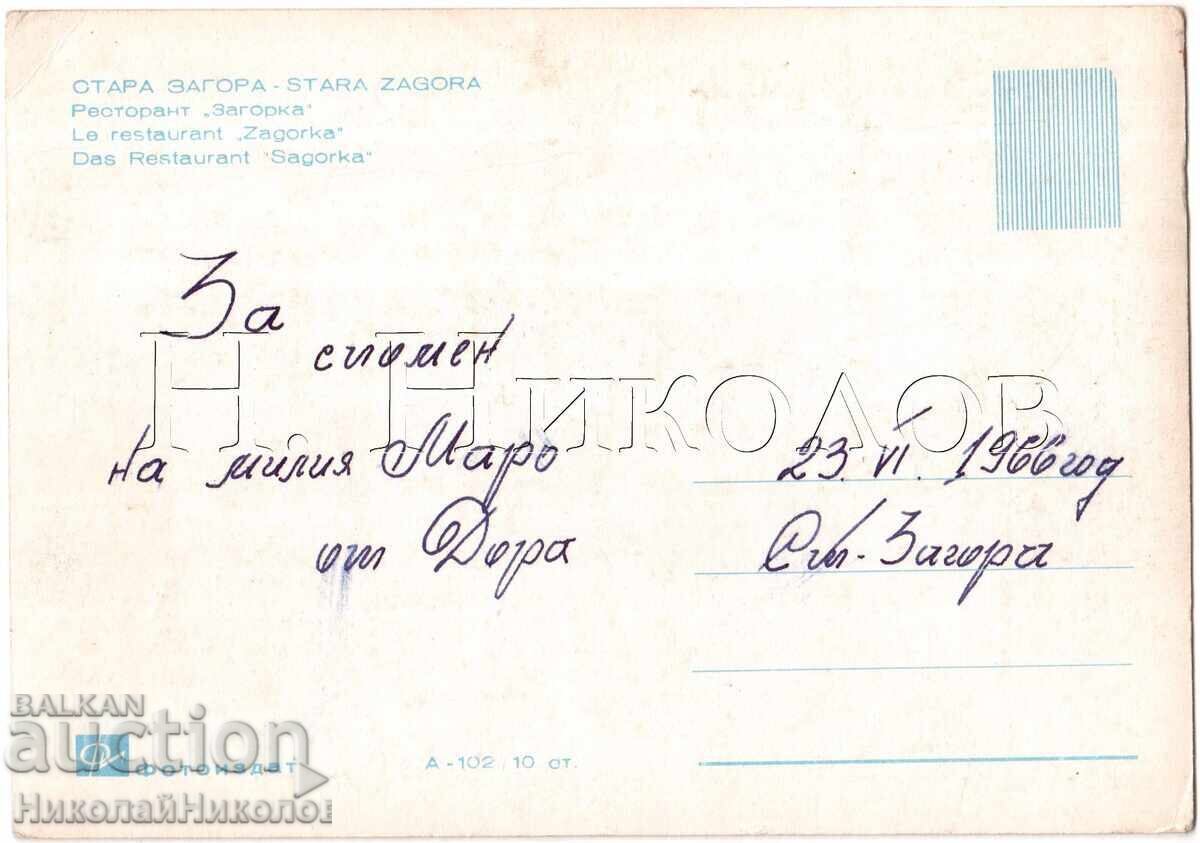 СТАРА ЗАГОРА - STARA ZAGORA
Ресторант „Загорка"
Le restaurant „Zagorka"
Das Restaurant "Sagorka"
За
спомен
на милия Маро
от Дора
23. VI. 1966 год
Ст. Загора
Н. Николов
BALKAN
auction
Фотоиздат
А-102 10 ст.
НиколайНиколов